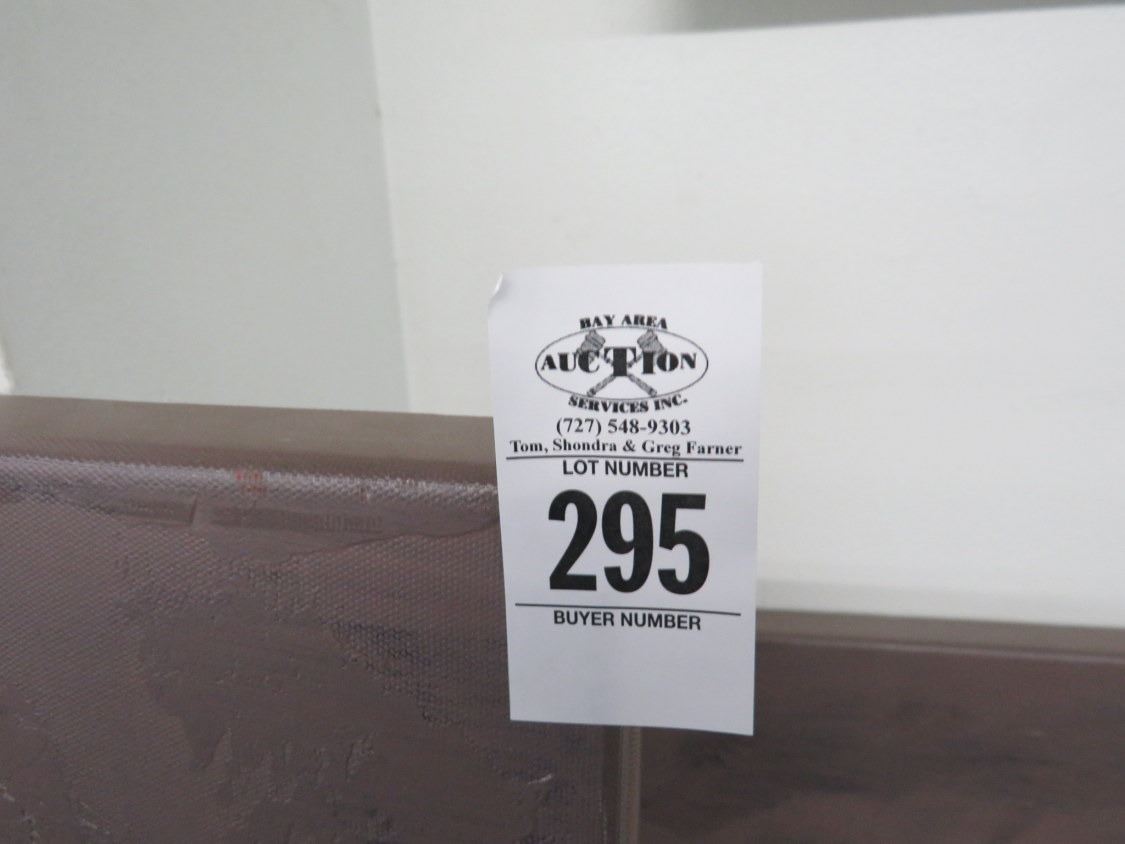 BAY AREA
AUCTION
SERVICES INC.
(727) 548-9303
Tom, Shondra & Greg Farner
LOT NUMBER
295
BUYER NUMBER